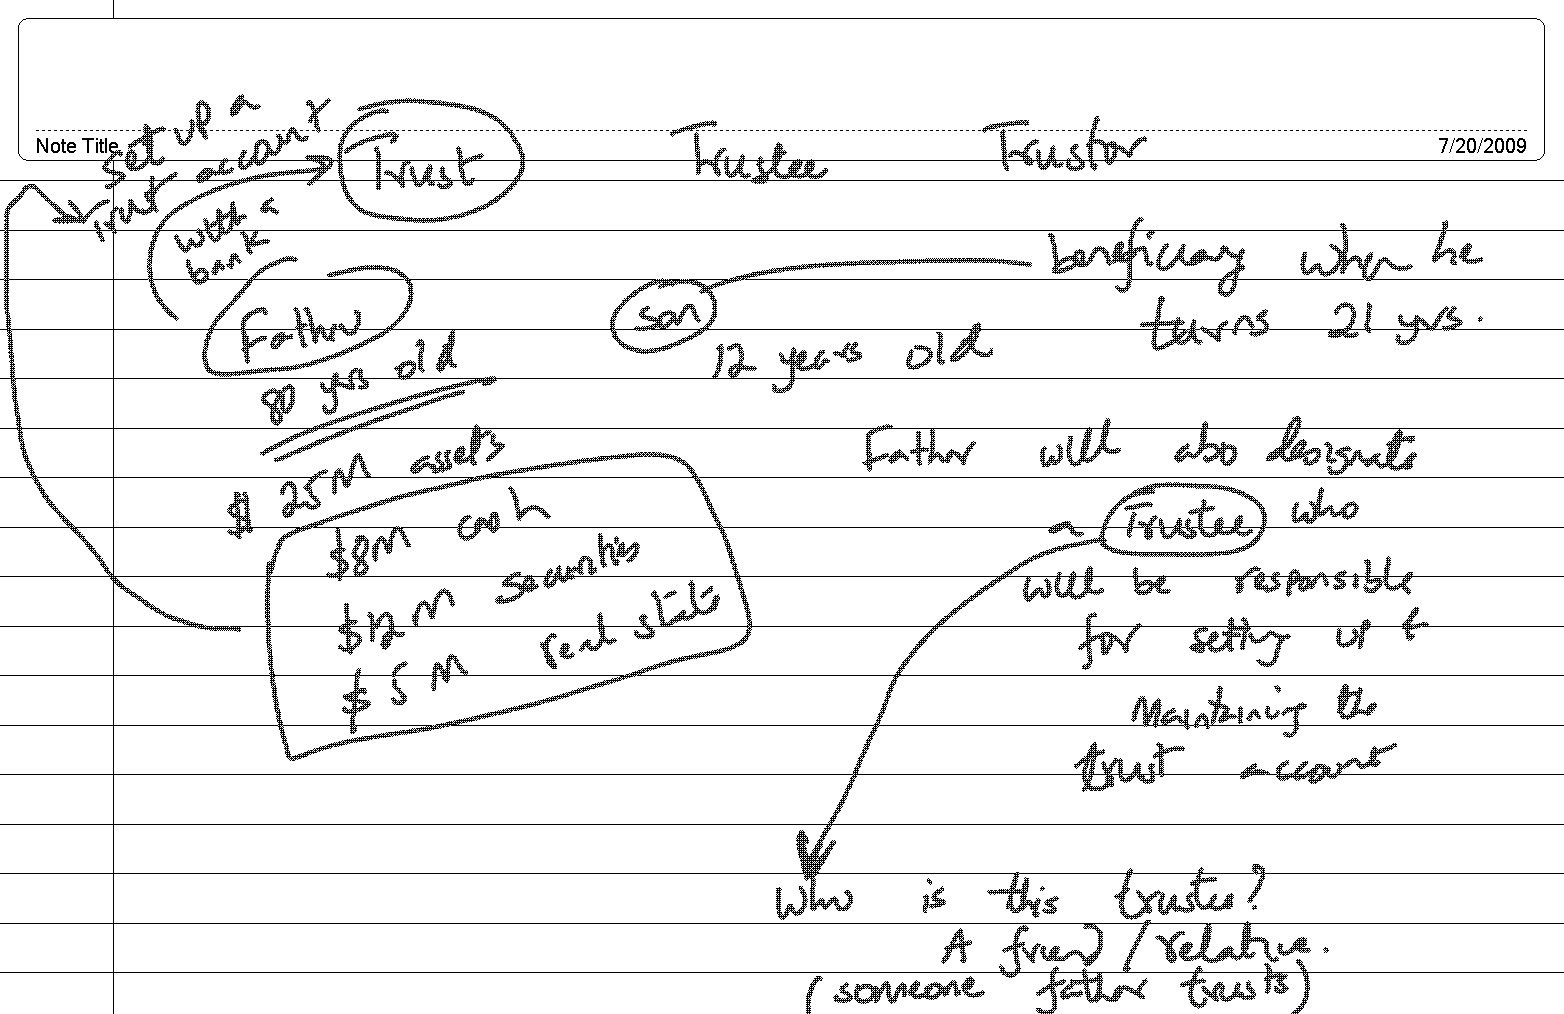 set up a
trust account
with a
bank
Trust
Trustee
Trustor
Note Title
7/20/2009
Father
80 yrs old
son
12 years old
beneficiary when he
turns 21 yrs.
$ 25M assets
$8M cash
$12M securities
$5M real state
Father will also designate
a Trustee who
will be responsible
for setting up &
Maintaining the
trust account
Who is this trustee?
A friend / relative.
(someone father trusts)